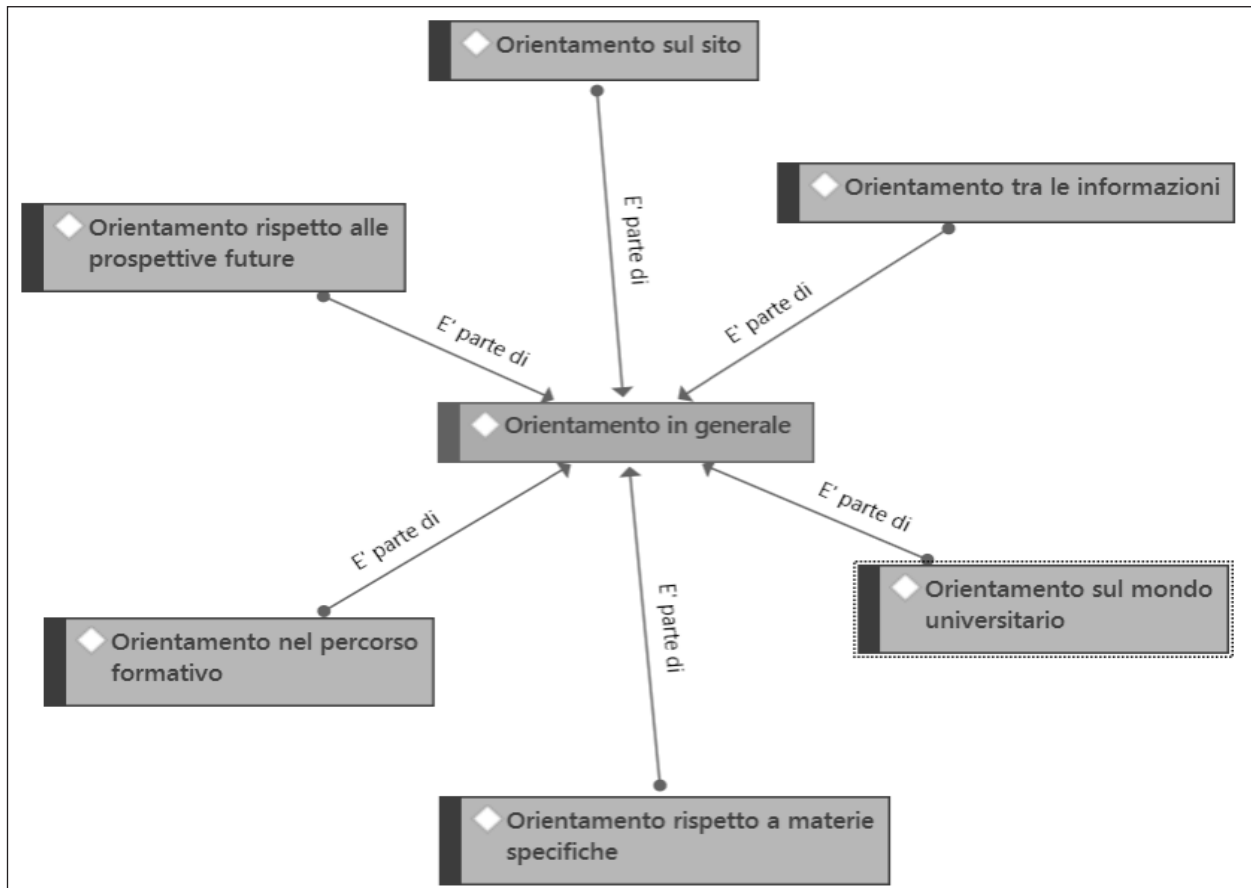 Orientamento sul sito
E' parte di
Orientamento tra le informazioni
E' parte di
Orientamento rispetto alle
prospettive future
E' parte di
Orientamento in generale
E' parte di
Orientamento sul mondo
universitario
E' parte di
Orientamento nel percorso
formativo
E' parte di
Orientamento rispetto a materie
specifiche